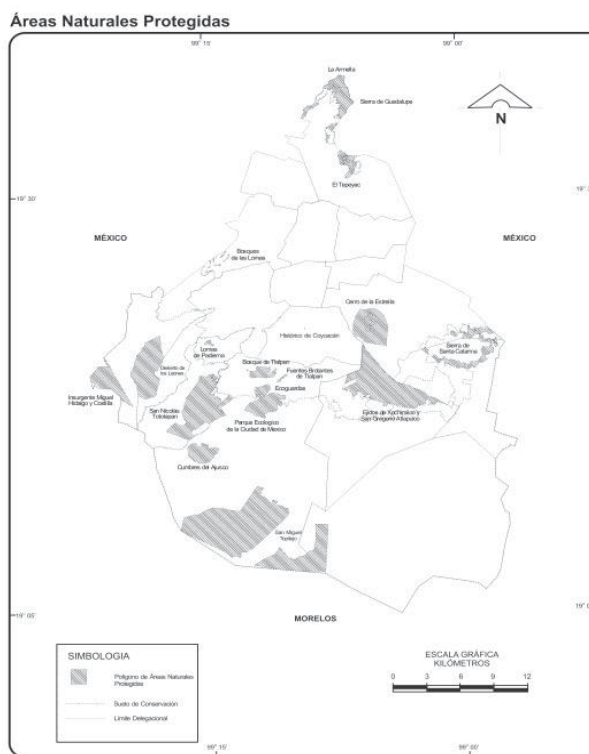 Áreas Naturales Protegidas
99° 15'
99° 00'
La Armella
Sierra de Guadalupe
N
El Tepeyac
19° 30'
19° 3
MÉXICO
MÉXICO
Bosques
de las Lomas
Cerro de la Estrella
Histórico de Coyoacán
Lomas
de Padierna
Sierra de
Santa Catarina
Bosque de Tlalpan
Desierto de
los Leones
Fuentes Brotantes
de Tlalpan
Ecoguardas
Insurgente Miguel
Hidalgo y Costilla
San Nicolás
Totolapan
Parque Ecológico
de la Ciudad de México
Ejidos de Xochimilco y
San Gregorio Atlapulco
Cumbres del Ajusco
San Miguel
Topilejo
19° 05'
19° 0
MORELOS
SIMBOLOGIA
Polígono de Áreas Naturales
Protegidas
Suelo de Conservación
Límite Delegacional
ESCALA GRÁFICA
KILÓMETROS
0 3 6 9 12
99° 15'
99° 00'